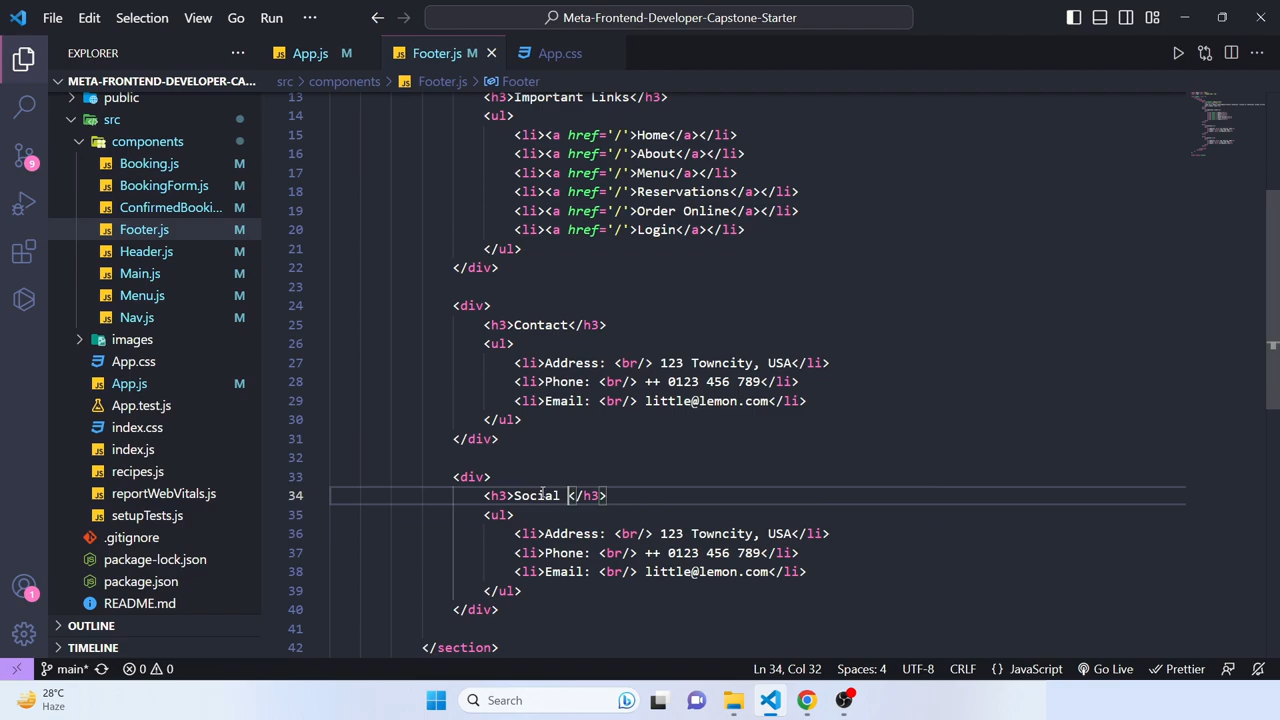 File Edit Selection View Go Run ··· Meta-Frontend-Developer-Capstone-Starter
EXPLORER ···
App.js M
Footer.js M
App.css
META-FRONTEND-DEVELOPER-CA...
src > components > Footer.js > Footer
public
src
components
Booking.js M
BookingForm.js M
ConfirmedBooki... M
Footer.js M
Header.js M
Main.js M
Menu.js M
Nav.js M
images
App.css
App.js M
App.test.js
index.css
index.js
recipes.js
reportWebVitals.js
setupTests.js
.gitignore
package-lock.json
package.json
README.md
OUTLINE
TIMELINE
9
1
13 <h3>Important Links</h3>
14 <ul>
15 <li><a href='/'>Home</a></li>
16 <li><a href='/'>About</a></li>
17 <li><a href='/'>Menu</a></li>
18 <li><a href='/'>Reservations</a></li>
19 <li><a href='/'>Order Online</a></li>
20 <li><a href='/'>Login</a></li>
21 </ul>
22 </div>
23
24 <div>
25 <h3>Contact</h3>
26 <ul>
27 <li>Address: <br/> 123 Towncity, USA</li>
28 <li>Phone: <br/> ++ 0123 456 789</li>
29 <li>Email: <br/> little@lemon.com</li>
30 </ul>
31 </div>
32
33 <div>
34 <h3>Social </h3>
35 <ul>
36 <li>Address: <br/> 123 Towncity, USA</li>
37 <li>Phone: <br/> ++ 0123 456 789</li>
38 <li>Email: <br/> little@lemon.com</li>
39 </ul>
40 </div>
41
42 </section>
main* 0 0 Ln 34, Col 32 Spaces: 4 UTF-8 CRLF {} JavaScript Go Live Prettier
28°C
Haze
Search